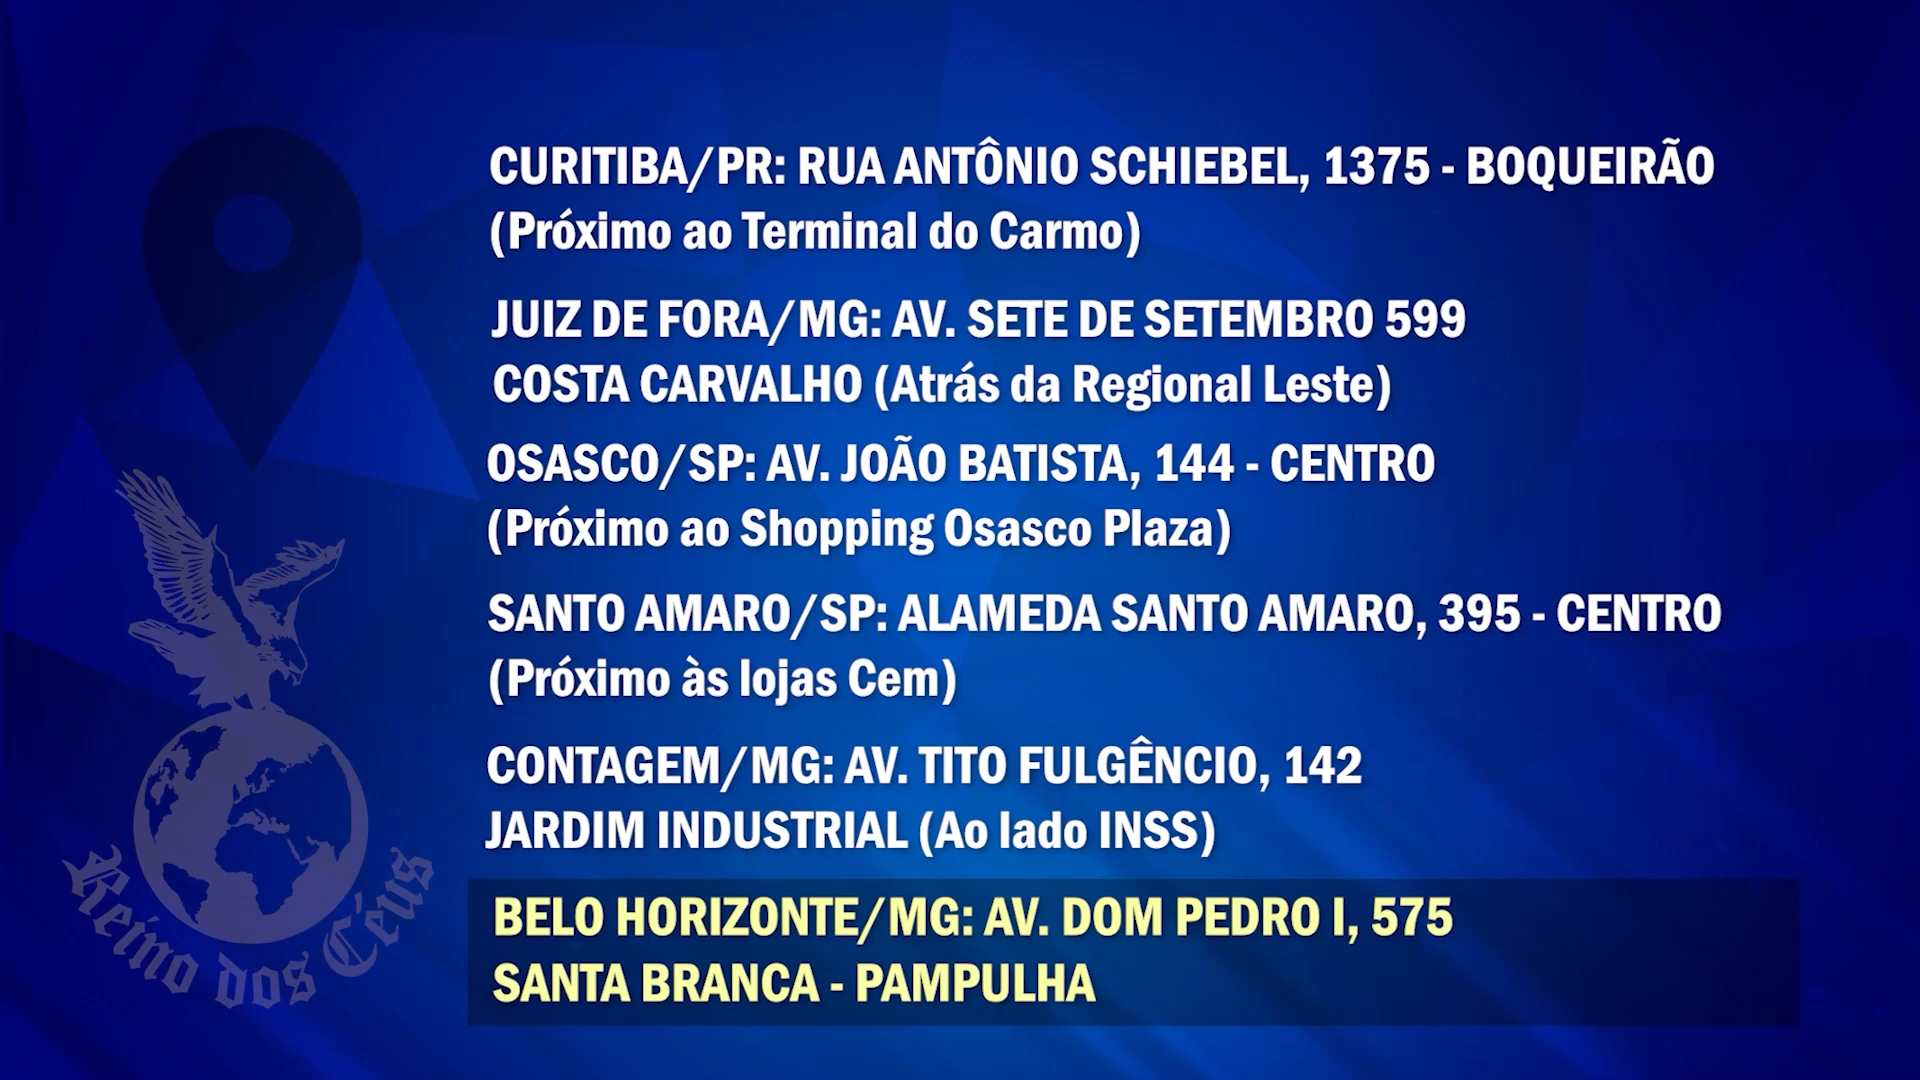 CURITIBA/PR: RUA ANTÔNIO SCHIEBEL, 1375 - BOQUEIRÃO
(Próximo ao Terminal do Carmo)
JUIZ DE FORA/MG: AV. SETE DE SETEMBRO 599
COSTA CARVALHO (Atrás da Regional Leste)
OSASCO/SP: AV. JOÃO BATISTA, 144 - CENTRO
(Próximo ao Shopping Osasco Plaza)
SANTO AMARO/SP: ALAMEDA SANTO AMARO, 395 - CENTRO
(Próximo às lojas Cem)
CONTAGEM/MG: AV. TITO FULGÊNCIO, 142
JARDIM INDUSTRIAL (Ao lado INSS)
BELO HORIZONTE/MG: AV. DOM PEDRO I, 575
SANTA BRANCA - PAMPULHA
Reino dos Céus